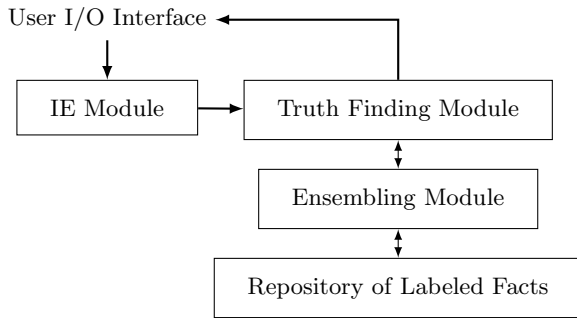 User I/O Interface
IE Module
Truth Finding Module
Ensembling Module
Repository of Labeled Facts